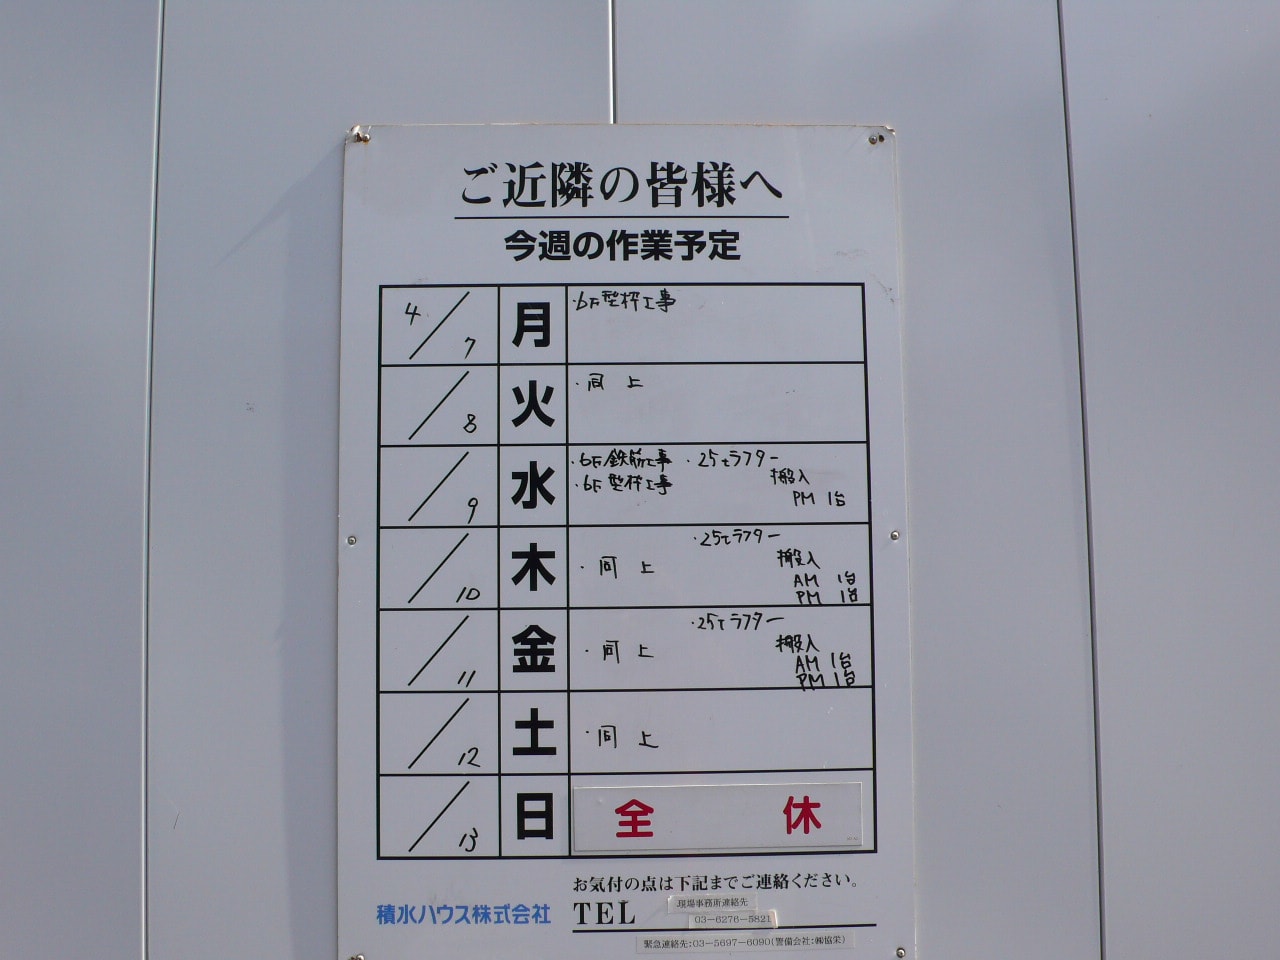 ご近隣の皆様へ
今週の作業予定
4/7 月 ・6F型枠工事
/8 火 ・同 上
/9 水 ・6F鉄筋工事 ・25tラフター
・6F型枠工事 搬入
PM 1台
/10 木 ・同 上 ・25tラフター
搬入
AM 1台
PM 1台
/11 金 ・同 上 ・25tラフター
搬入
AM 1台
PM 1台
/12 土 ・同 上
/13 日 全 休
お気付の点は下記までご連絡ください。
積水ハウス株式会社 TEL 現場事務所連絡先
03-6276-5821
緊急連絡先:03-5697-6090(警備会社:㈱協栄)